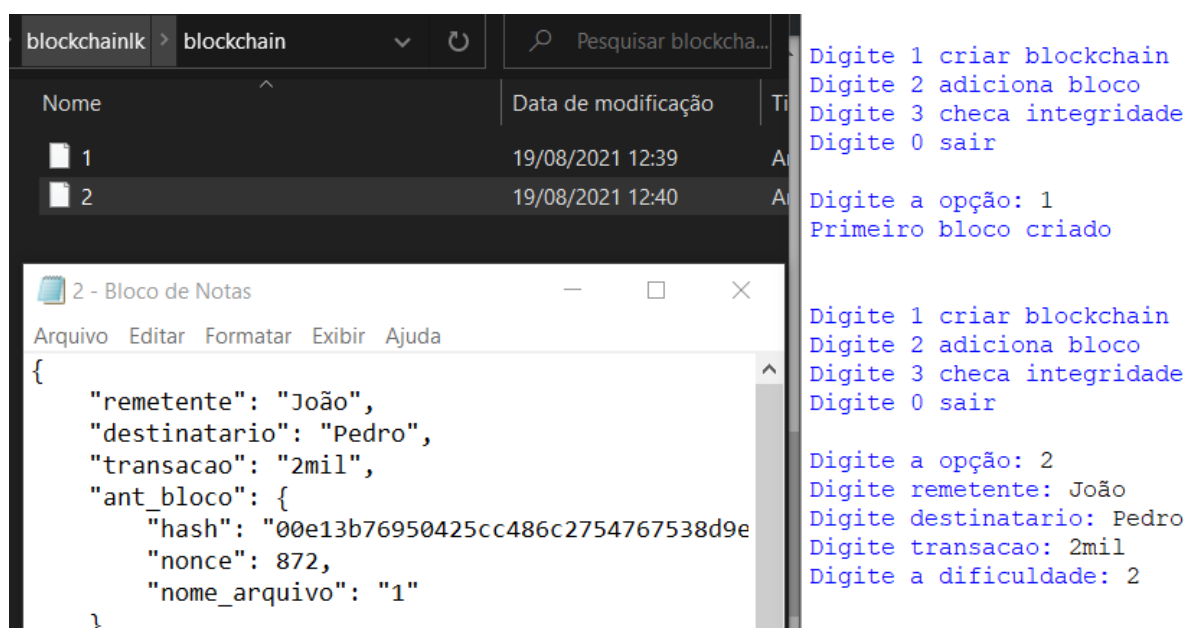 blockchainlk > blockchain
Pesquisar blockcha...
Nome Data de modificação
1 19/08/2021 12:39
2 19/08/2021 12:40
2 - Bloco de Notas
Arquivo Editar Formatar Exibir Ajuda
{
"remetente": "João",
"destinatario": "Pedro",
"transacao": "2mil",
"ant_bloco": {
"hash": "00e13b76950425cc486c2754767538d9e
"nonce": 872,
"nome_arquivo": "1"
}
Digite 1 criar blockchain
Digite 2 adiciona bloco
Digite 3 checa integridade
Digite 0 sair
Digite a opção: 1
Primeiro bloco criado
Digite 1 criar blockchain
Digite 2 adiciona bloco
Digite 3 checa integridade
Digite 0 sair
Digite a opção: 2
Digite remetente: João
Digite destinatario: Pedro
Digite transacao: 2mil
Digite a dificuldade: 2